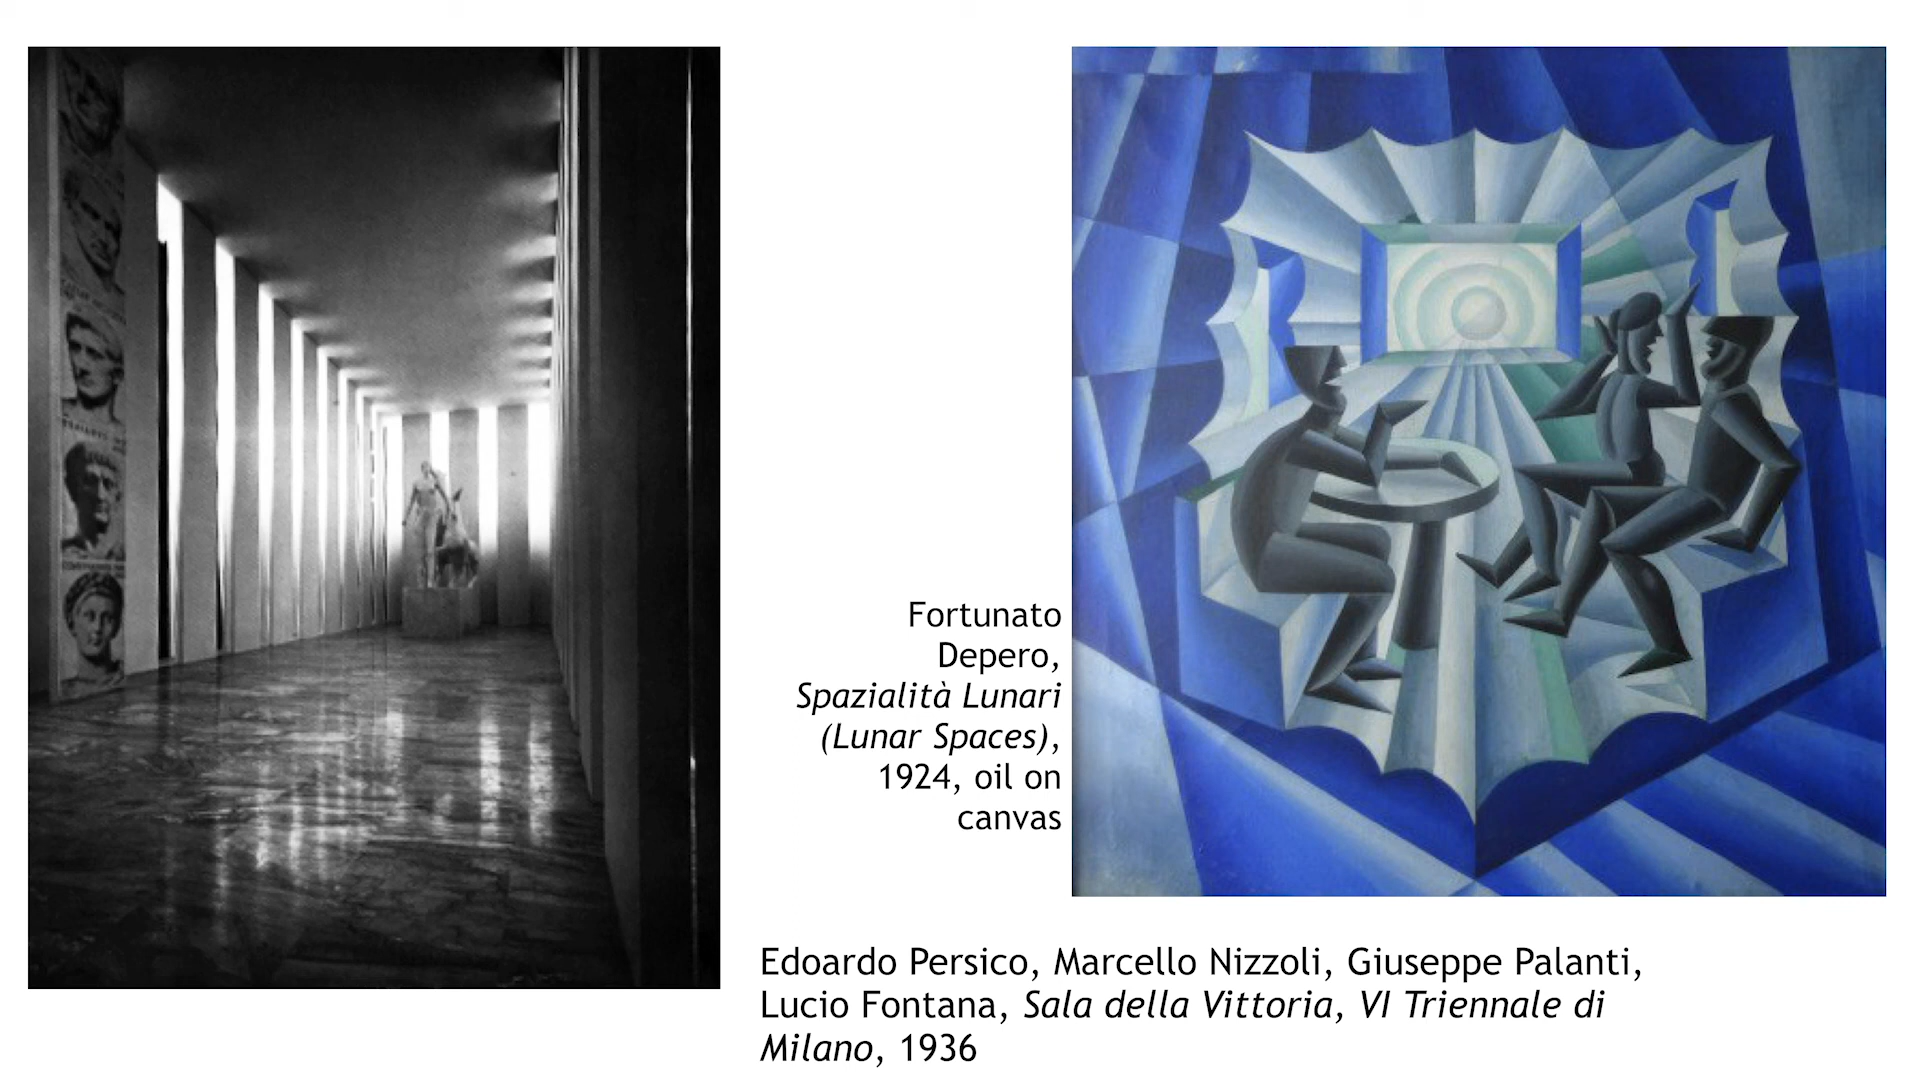 Fortunato
Depero,
Spazialità Lunari
(Lunar Spaces),
1924, oil on
canvas
Edoardo Persico, Marcello Nizzoli, Giuseppe Palanti,
Lucio Fontana, Sala della Vittoria, VI Triennale di
Milano, 1936